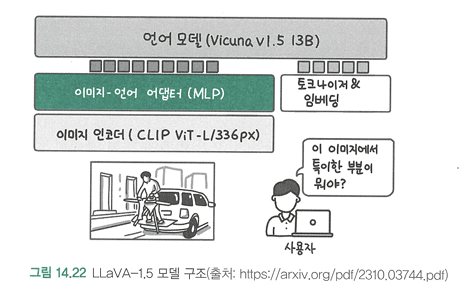 언어 모델(Vicuna v1.5 13B)
이미지-언어 어댑터 (MLP)
토크나이저&
임베딩
이미지 인코더( CLIP ViT-L/336px)
이 이미지에서
특이한 부분이
뭐야?
사용자
그림 14.22 LLaVA-1.5 모델 구조(출처: https://arxiv.org/pdf/2310.03744.pdf)